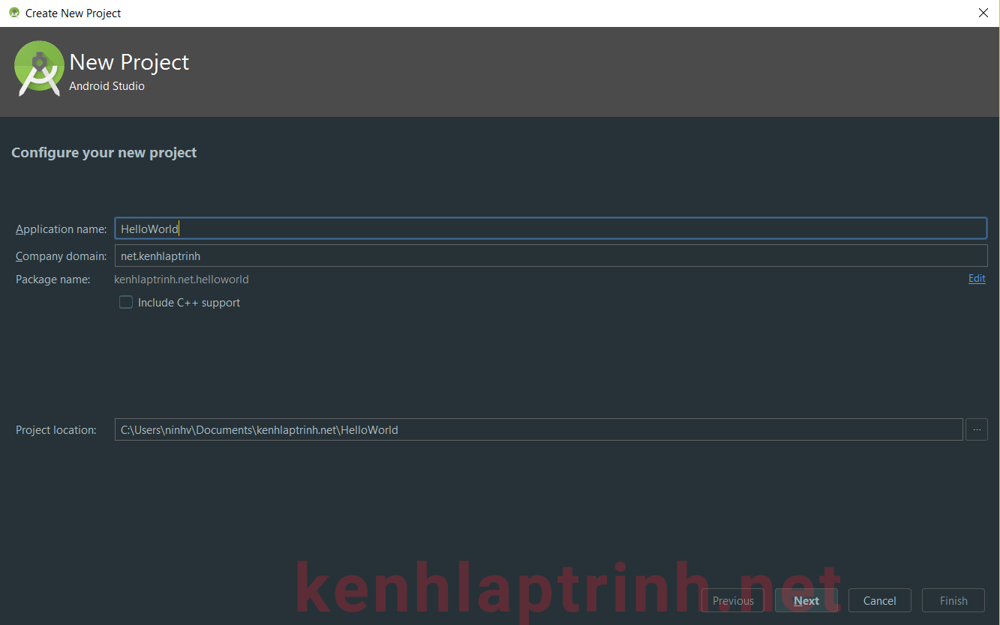 Create New Project
New Project
Android Studio
Configure your new project
Application name: HelloWorld
Company domain: net.kenhlaptrinh
Package name: kenhlaptrinh.net.helloworld Edit
Include C++ support
Project location: C:\Users\ninhv\Documents\kenhlaptrinh.net\HelloWorld ...
kenhlaptrinh.net
Previous Next Cancel Finish